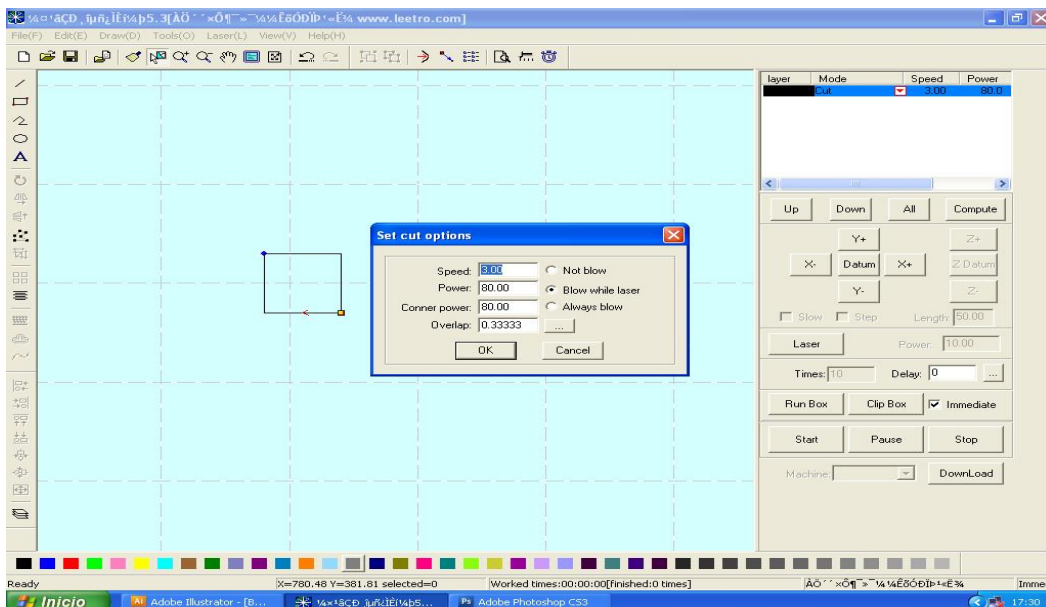 www.leetro.com]
File(F) Edit(E) Draw(D) Tools(O) Laser(L) View(V) Help(H)
layer Mode Speed Power
Cut 3.00 80.0
Up Down All Compute
Y+ Z+
X- Datum X+ Z Datum
Y- Z-
Slow Step Length: 50.00
Laser Power: 10.00
Times: 10 Delay: 0 ...
Run Box Clip Box Immediate
Start Pause Stop
Machine: DownLoad
A
Set cut options
Speed: 3.00 Not blow
Power: 80.00 Blow while laser
Conner power: 80.00 Always blow
Overlap: 0.33333 ...
OK Cancel
Ready X=780.48 Y=381.81 selected=0 Worked times:00:00:00[finished:0 times] Imme
Inicio Adobe Illustrator - [B... Adobe Photoshop CS3 17:30